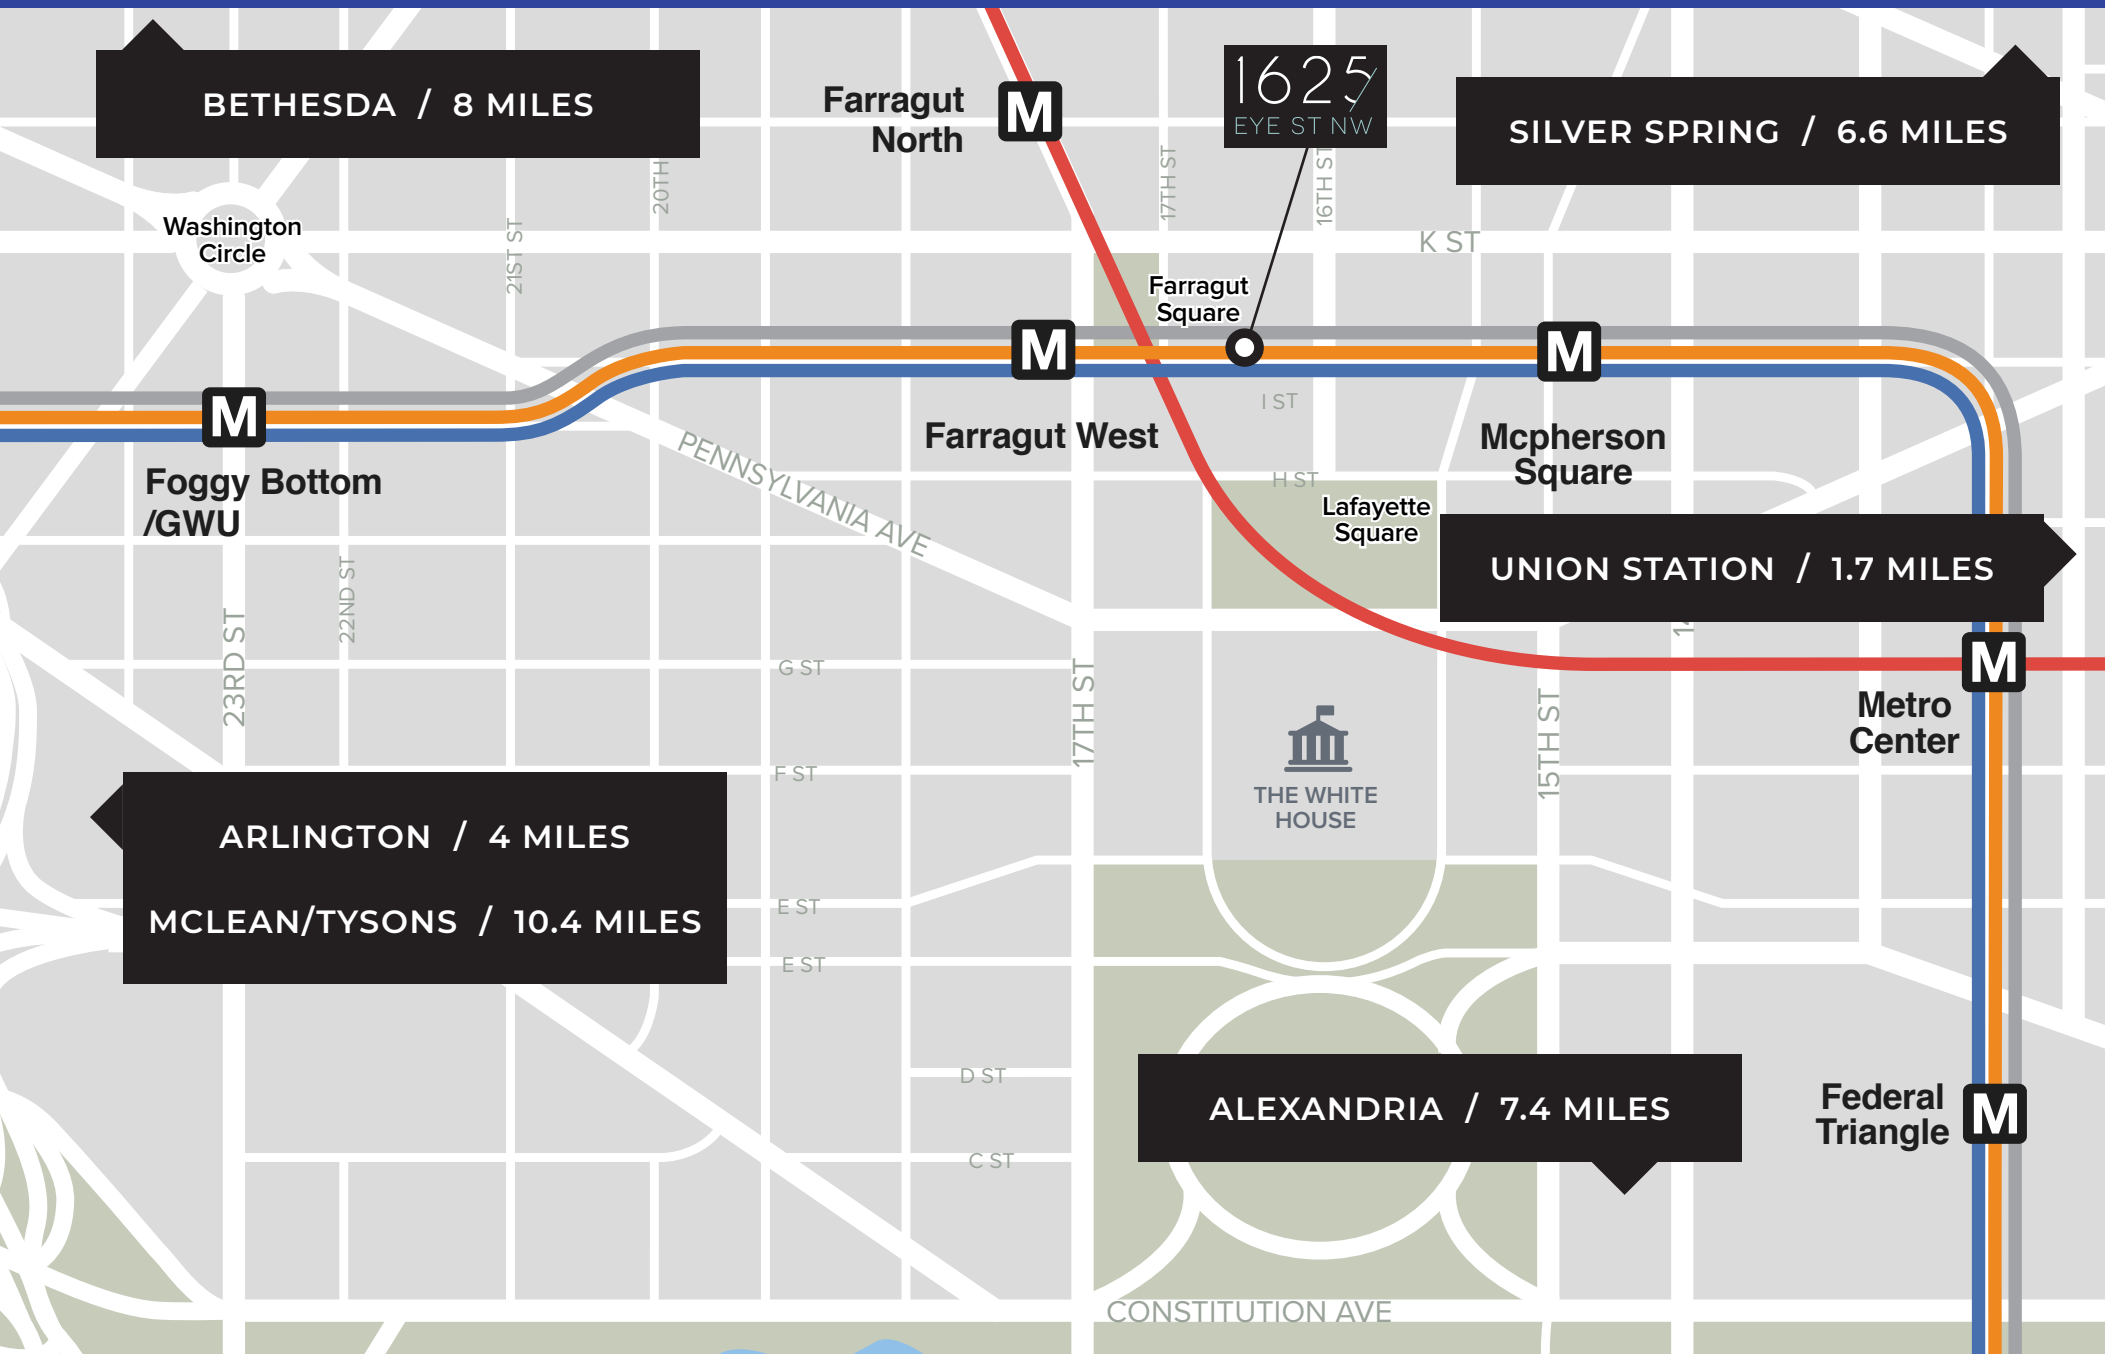 BETHESDA / 8 MILES
Farragut
North
M
1625
EYE ST NW
SILVER SPRING / 6.6 MILES
20TH
17TH ST
16TH ST
Washington
Circle
21ST ST
K ST
Farragut
Square
M
M
M
I ST
Foggy Bottom
/GWU
PENNSYLVANIA AVE
Farragut West
Mcpherson
Square
H ST
Lafayette
Square
UNION STATION / 1.7 MILES
22ND ST
23RD ST
G ST
17TH ST
15TH ST
M
Metro
Center
THE WHITE
HOUSE
F ST
ARLINGTON / 4 MILES
MCLEAN/TYSONS / 10.4 MILES
E ST
E ST
D ST
C ST
ALEXANDRIA / 7.4 MILES
Federal
Triangle
M
CONSTITUTION AVE